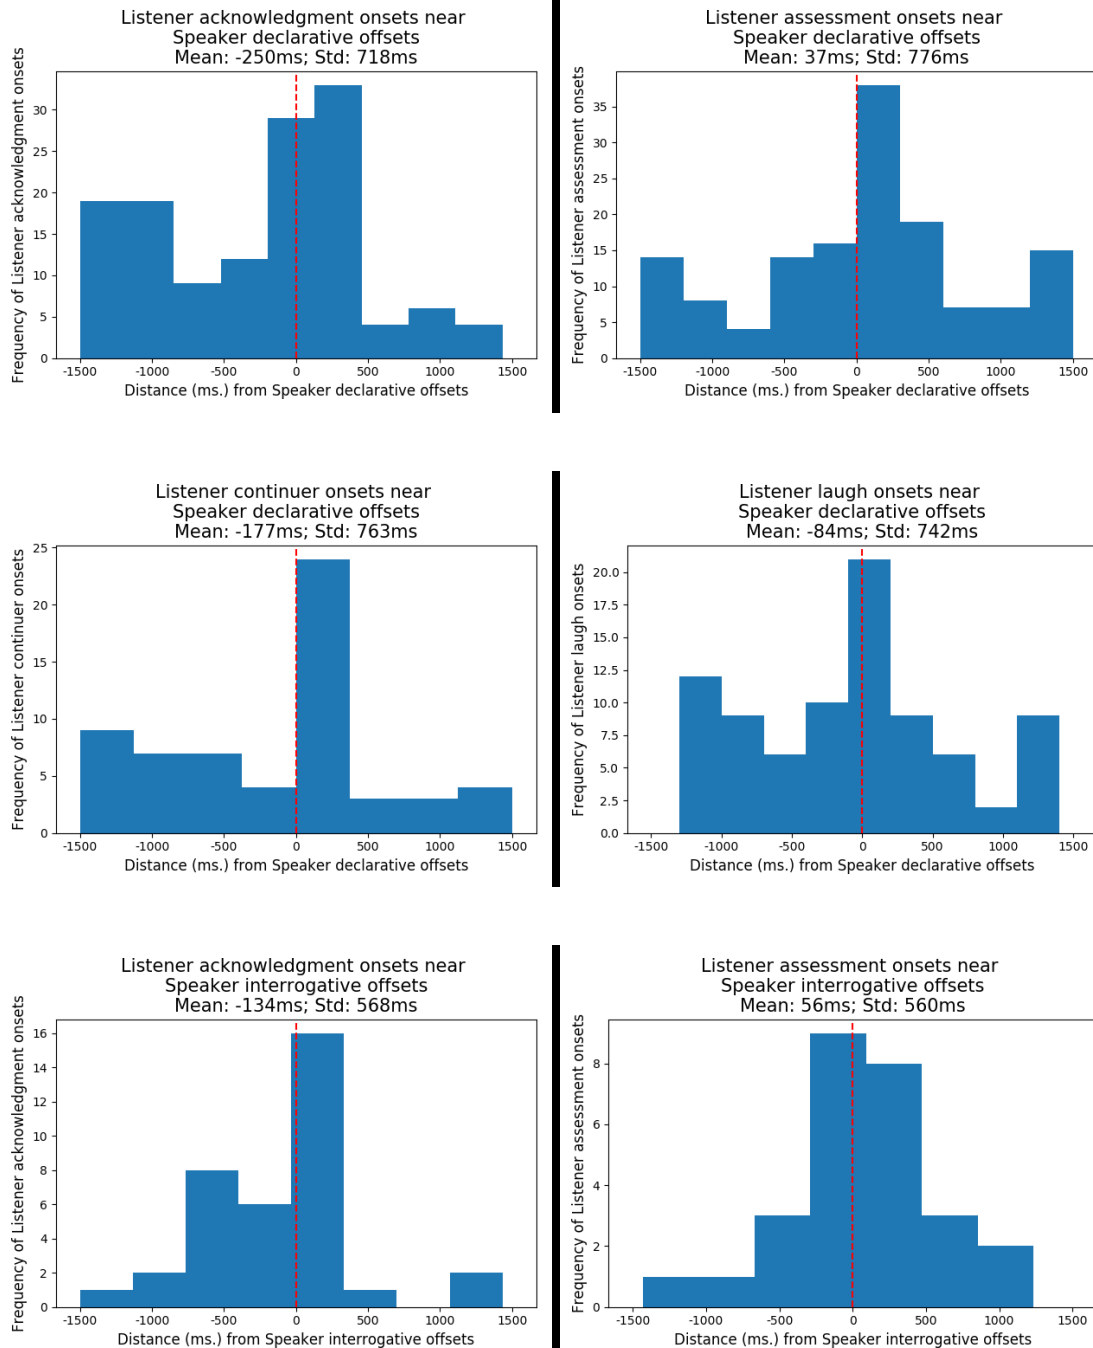 Listener acknowledgment onsets near
Speaker declarative offsets
Mean: -250ms; Std: 718ms
Frequency of Listener acknowledgment onsets
30
25
20
15
10
5
0
-1500 -1000 -500 0 500 1000 1500
Distance (ms.) from Speaker declarative offsets
Listener assessment onsets near
Speaker declarative offsets
Mean: 37ms; Std: 776ms
Frequency of Listener assessment onsets
35
30
25
20
15
10
5
0
-1500 -1000 -500 0 500 1000 1500
Distance (ms.) from Speaker declarative offsets
Listener continuer onsets near
Speaker declarative offsets
Mean: -177ms; Std: 763ms
Frequency of Listener continuer onsets
25
20
15
10
5
0
-1500 -1000 -500 0 500 1000 1500
Distance (ms.) from Speaker declarative offsets
Listener laugh onsets near
Speaker declarative offsets
Mean: -84ms; Std: 742ms
Frequency of Listener laugh onsets
20.0
17.5
15.0
12.5
10.0
7.5
5.0
2.5
0.0
-1500 -1000 -500 0 500 1000 1500
Distance (ms.) from Speaker declarative offsets
Listener acknowledgment onsets near
Speaker interrogative offsets
Mean: -134ms; Std: 568ms
Frequency of Listener acknowledgment onsets
16
14
12
10
8
6
4
2
0
-1500 -1000 -500 0 500 1000 1500
Distance (ms.) from Speaker interrogative offsets
Listener assessment onsets near
Speaker interrogative offsets
Mean: 56ms; Std: 560ms
Frequency of Listener assessment onsets
8
6
4
2
0
-1500 -1000 -500 0 500 1000 1500
Distance (ms.) from Speaker interrogative offsets